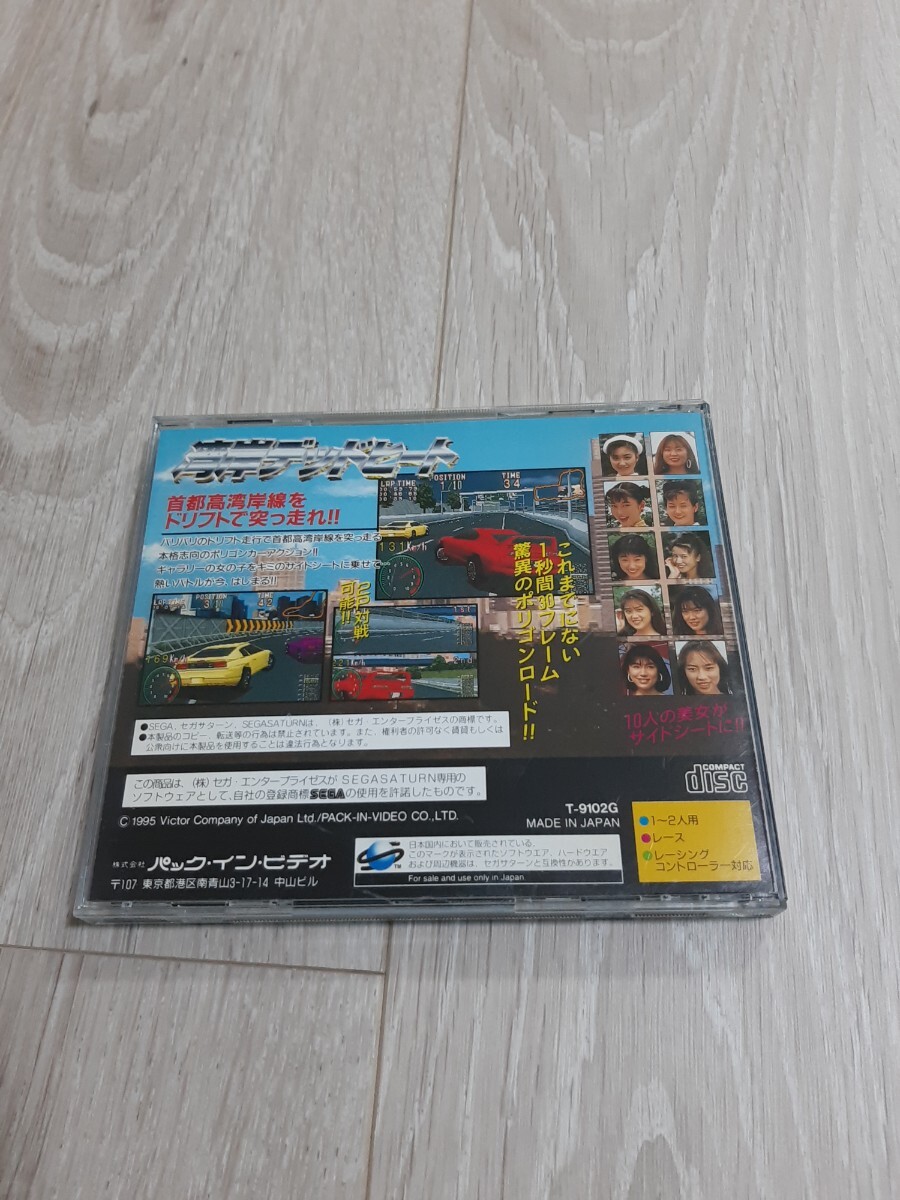 湾岸デッドヒート
首都高湾岸線を
ドリフトで突っ走れ!!
バリバリのドリフト走行で首都高湾岸線を突っ走る
本格志向のポリゴンカーアクション!!
ギャラリーの女の子をキミのサイドシートに乗せて
熱いバトルが今、はじまる!!
LAP TIME
POSITION
1/10
TIME
34
131Km/h
これまでにない
1秒間30フレーム
驚異のポリゴンロード!!
LAP TIME
POSITION
3/10
TIME
42
169Km/h
2P対戦
可能!!
2nd
10人の美女が
サイドシートに!!
●SEGA、セガサターン、SEGASATURNは、(株)セガ・エンタープライゼスの商標です。
●本製品のコピー、転送等の行為は禁止されています。また、権利者の許可なく賃貸もしくは
公衆向けに本製品を使用することは違法行為となります。
この商品は、(株)セガ・エンタープライゼスがSEGASATURN専用の
ソフトウェアとして、自社の登録商標SEGAの使用を許諾したものです。
COMPACT
disc
T-9102G
MADE IN JAPAN
© 1995 Victor Company of Japan Ltd./PACK-IN-VIDEO CO.,LTD.
株式会社 パック・イン・ビデオ
〒107 東京都港区南青山3-17-14 中山ビル
TM
日本国内において販売されている、
このマークが表示されたソフトウエア、ハードウエア
および周辺機器は、セガサターンと互換性があります。
For sale and use only in Japan.
●1〜2人用
●レース
●レーシング
コントローラー対応